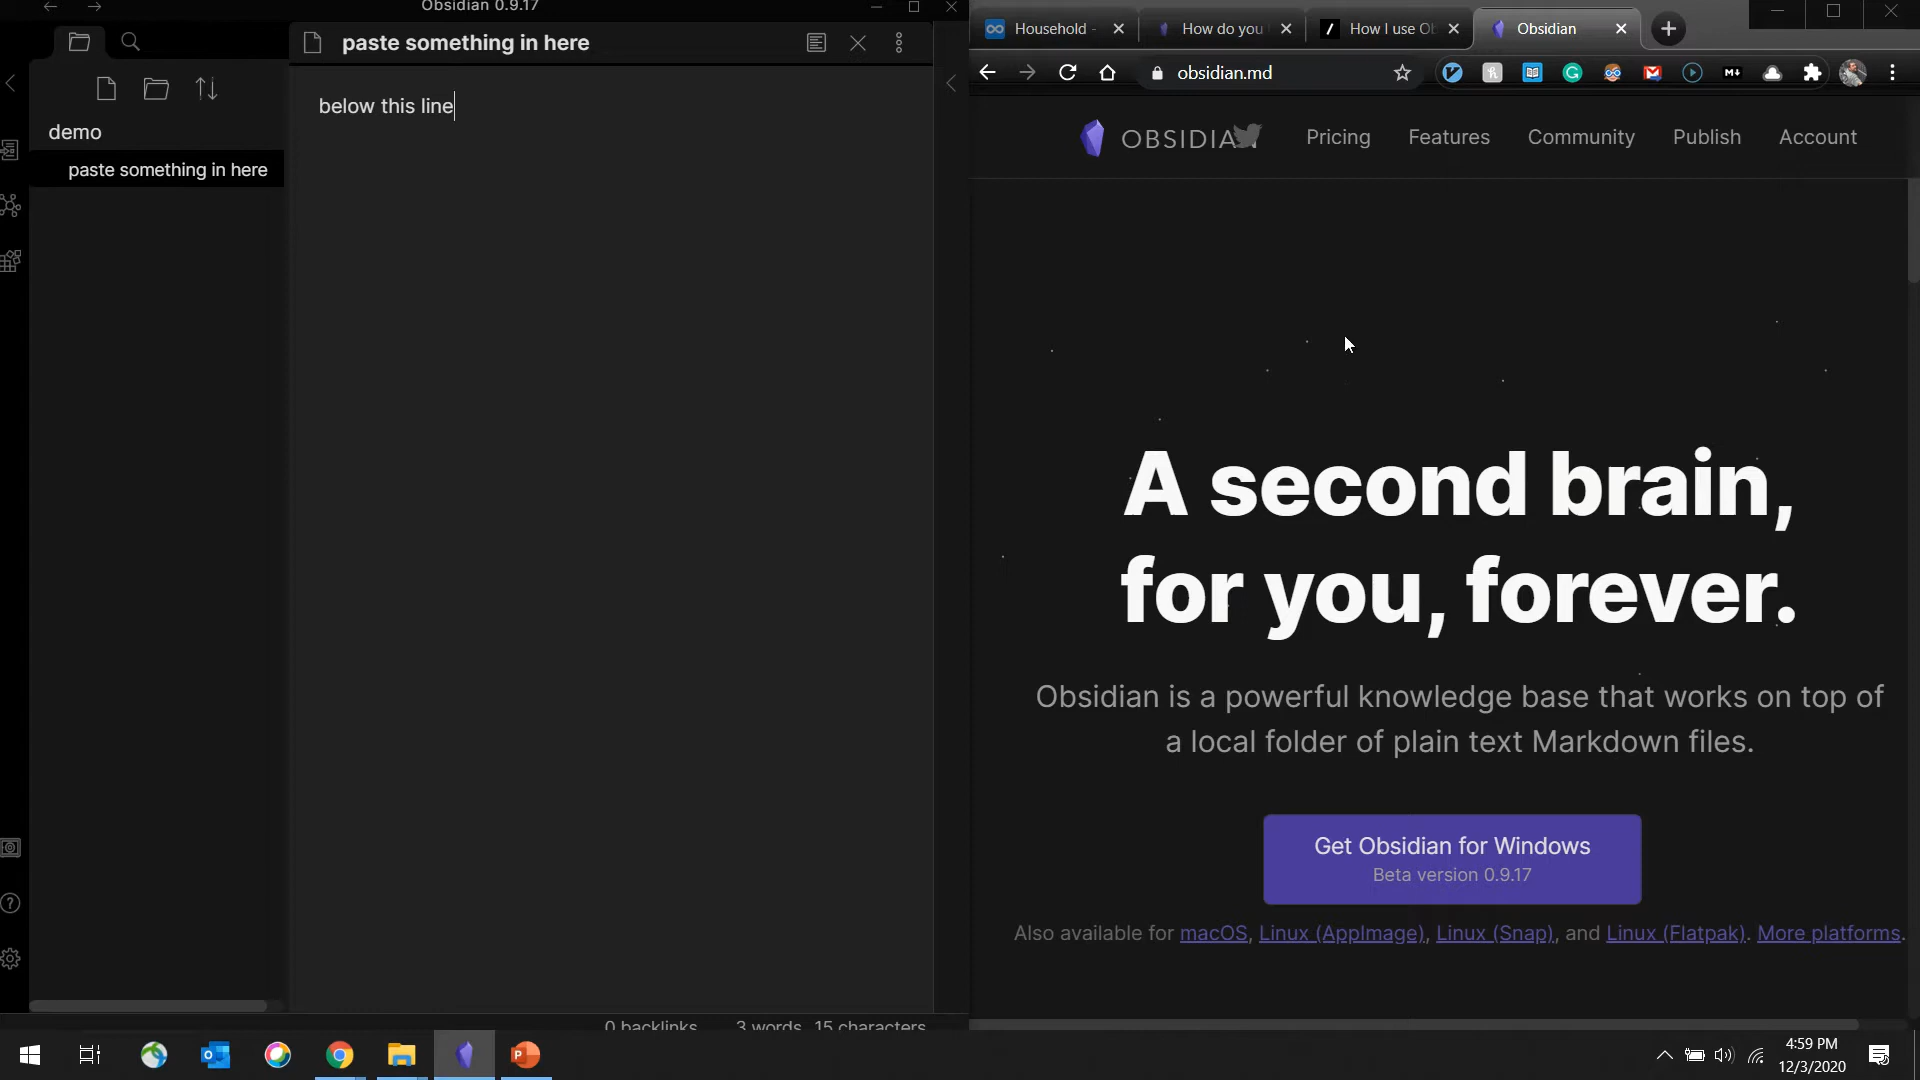 Obsidian 0.9.17
paste something in here
demo
paste something in here
below this line
0 backlinks 3 words 15 characters
Household -
How do you
How I use Ob
Obsidian
obsidian.md
OBSIDIAN
Pricing
Features
Community
Publish
Account
A second brain,
for you, forever.
Obsidian is a powerful knowledge base that works on top of
a local folder of plain text Markdown files.
Get Obsidian for Windows
Beta version 0.9.17
Also available for macOS, Linux (AppImage), Linux (Snap), and Linux (Flatpak). More platforms.
4:59 PM
12/3/2020